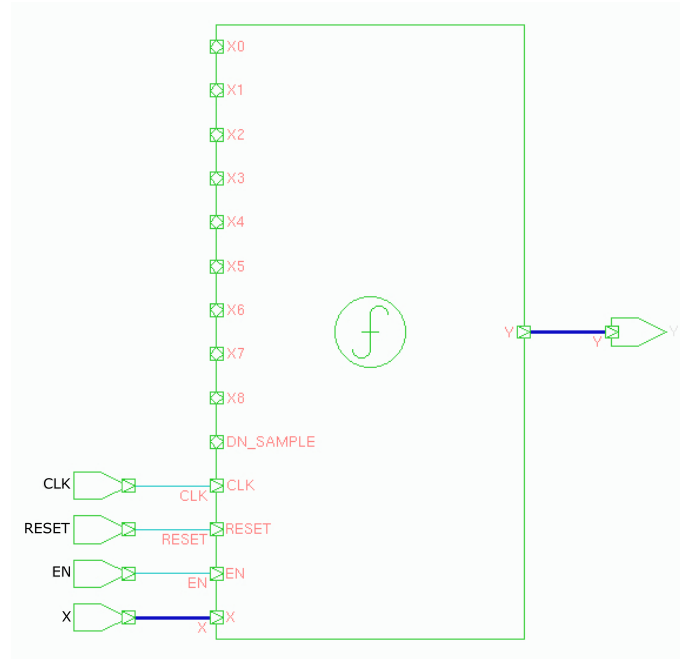 X0
X1
X2
X3
X4
X5
X6
X7
X8
DN_SAMPLE
Y
Y
Y
CLK
CLK
CLK
RESET
RESET
RESET
EN
EN
EN
X
X
X